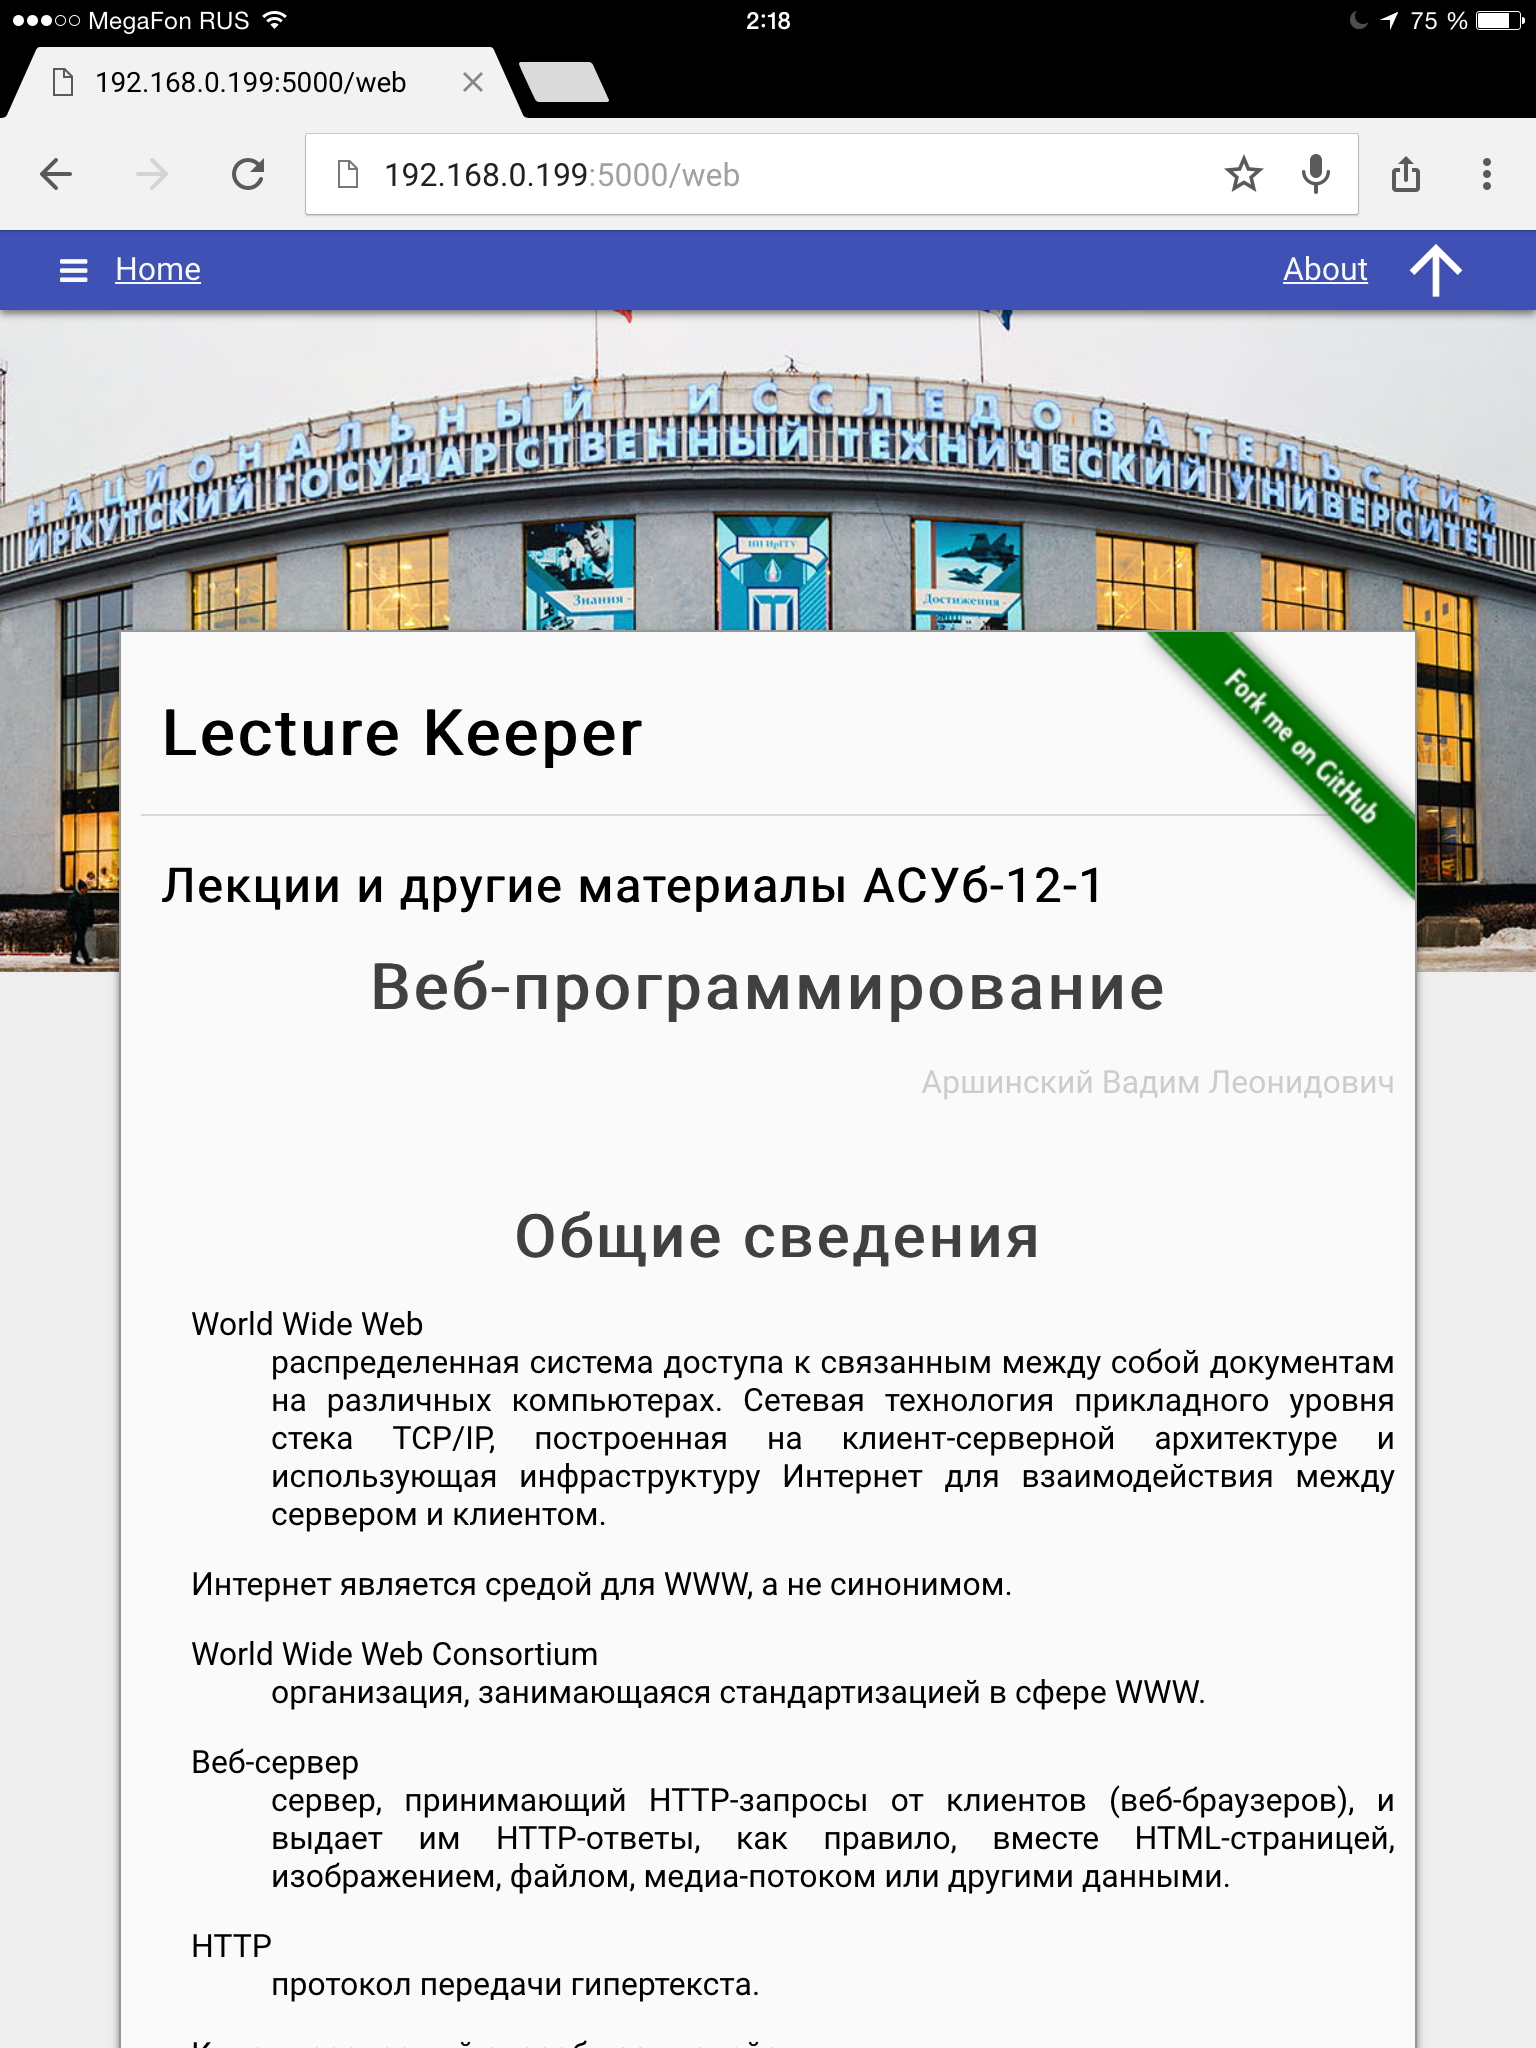 MegaFon RUS 2:18 75 %
192.168.0.199:5000/web
192.168.0.199:5000/web
Home About
НАЦИОНАЛЬНЫЙ ИССЛЕДОВАТЕЛЬСКИЙ
ИРКУТСКИЙ ГОСУДАРСТВЕННЫЙ ТЕХНИЧЕСКИЙ УНИВЕРСИТЕТ
НИ ИрГТУ
Знания -
Достижения -
Fork me on GitHub
Lecture Keeper
Лекции и другие материалы АСУб-12-1
Веб-программирование
Аршинский Вадим Леонидович
Общие сведения
World Wide Web
распределенная система доступа к связанным между собой документам
на различных компьютерах. Сетевая технология прикладного уровня
стека TCP/IP, построенная на клиент-серверной архитектуре и
использующая инфраструктуру Интернет для взаимодействия между
сервером и клиентом.
Интернет является средой для WWW, а не синонимом.
World Wide Web Consortium
организация, занимающаяся стандартизацией в сфере WWW.
Веб-сервер
сервер, принимающий HTTP-запросы от клиентов (веб-браузеров), и
выдает им HTTP-ответы, как правило, вместе HTML-страницей,
изображением, файлом, медиа-потоком или другими данными.
HTTP
протокол передачи гипертекста.